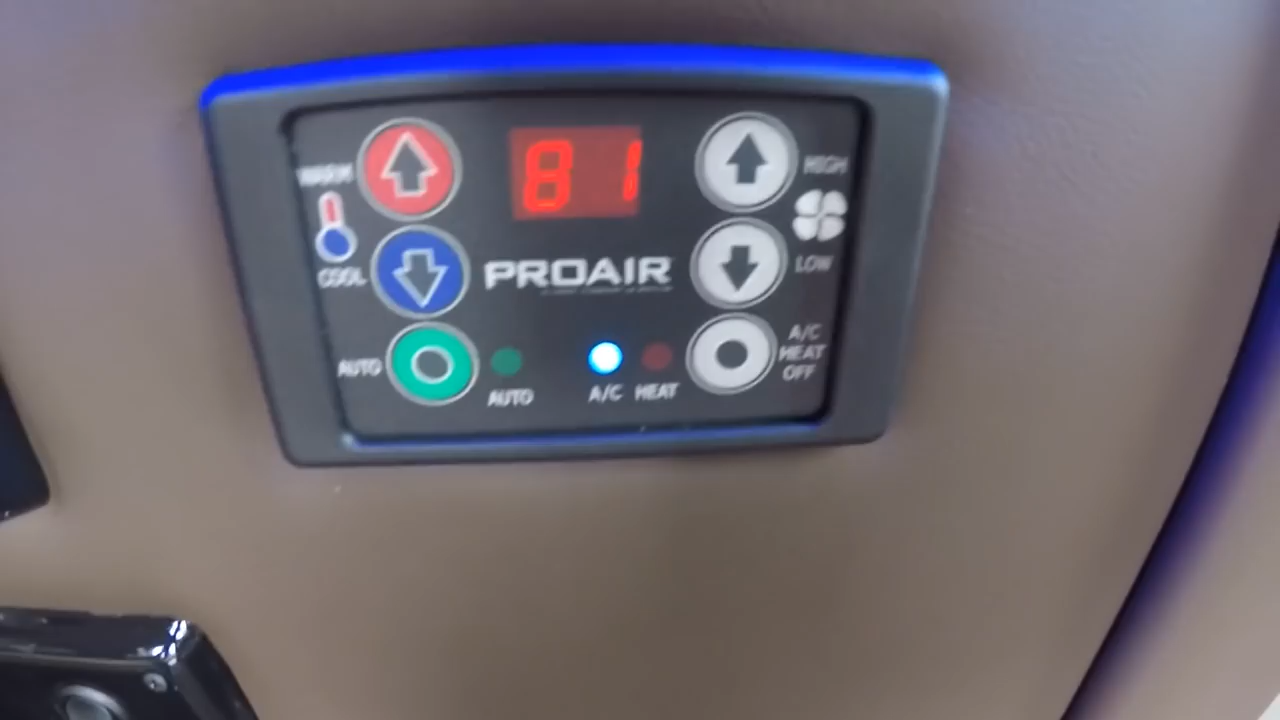 WARM
81
HIGH
COOL
PROAIR
LOW
AUTO
AUTO
A/C
HEAT
A/C
HEAT
OFF